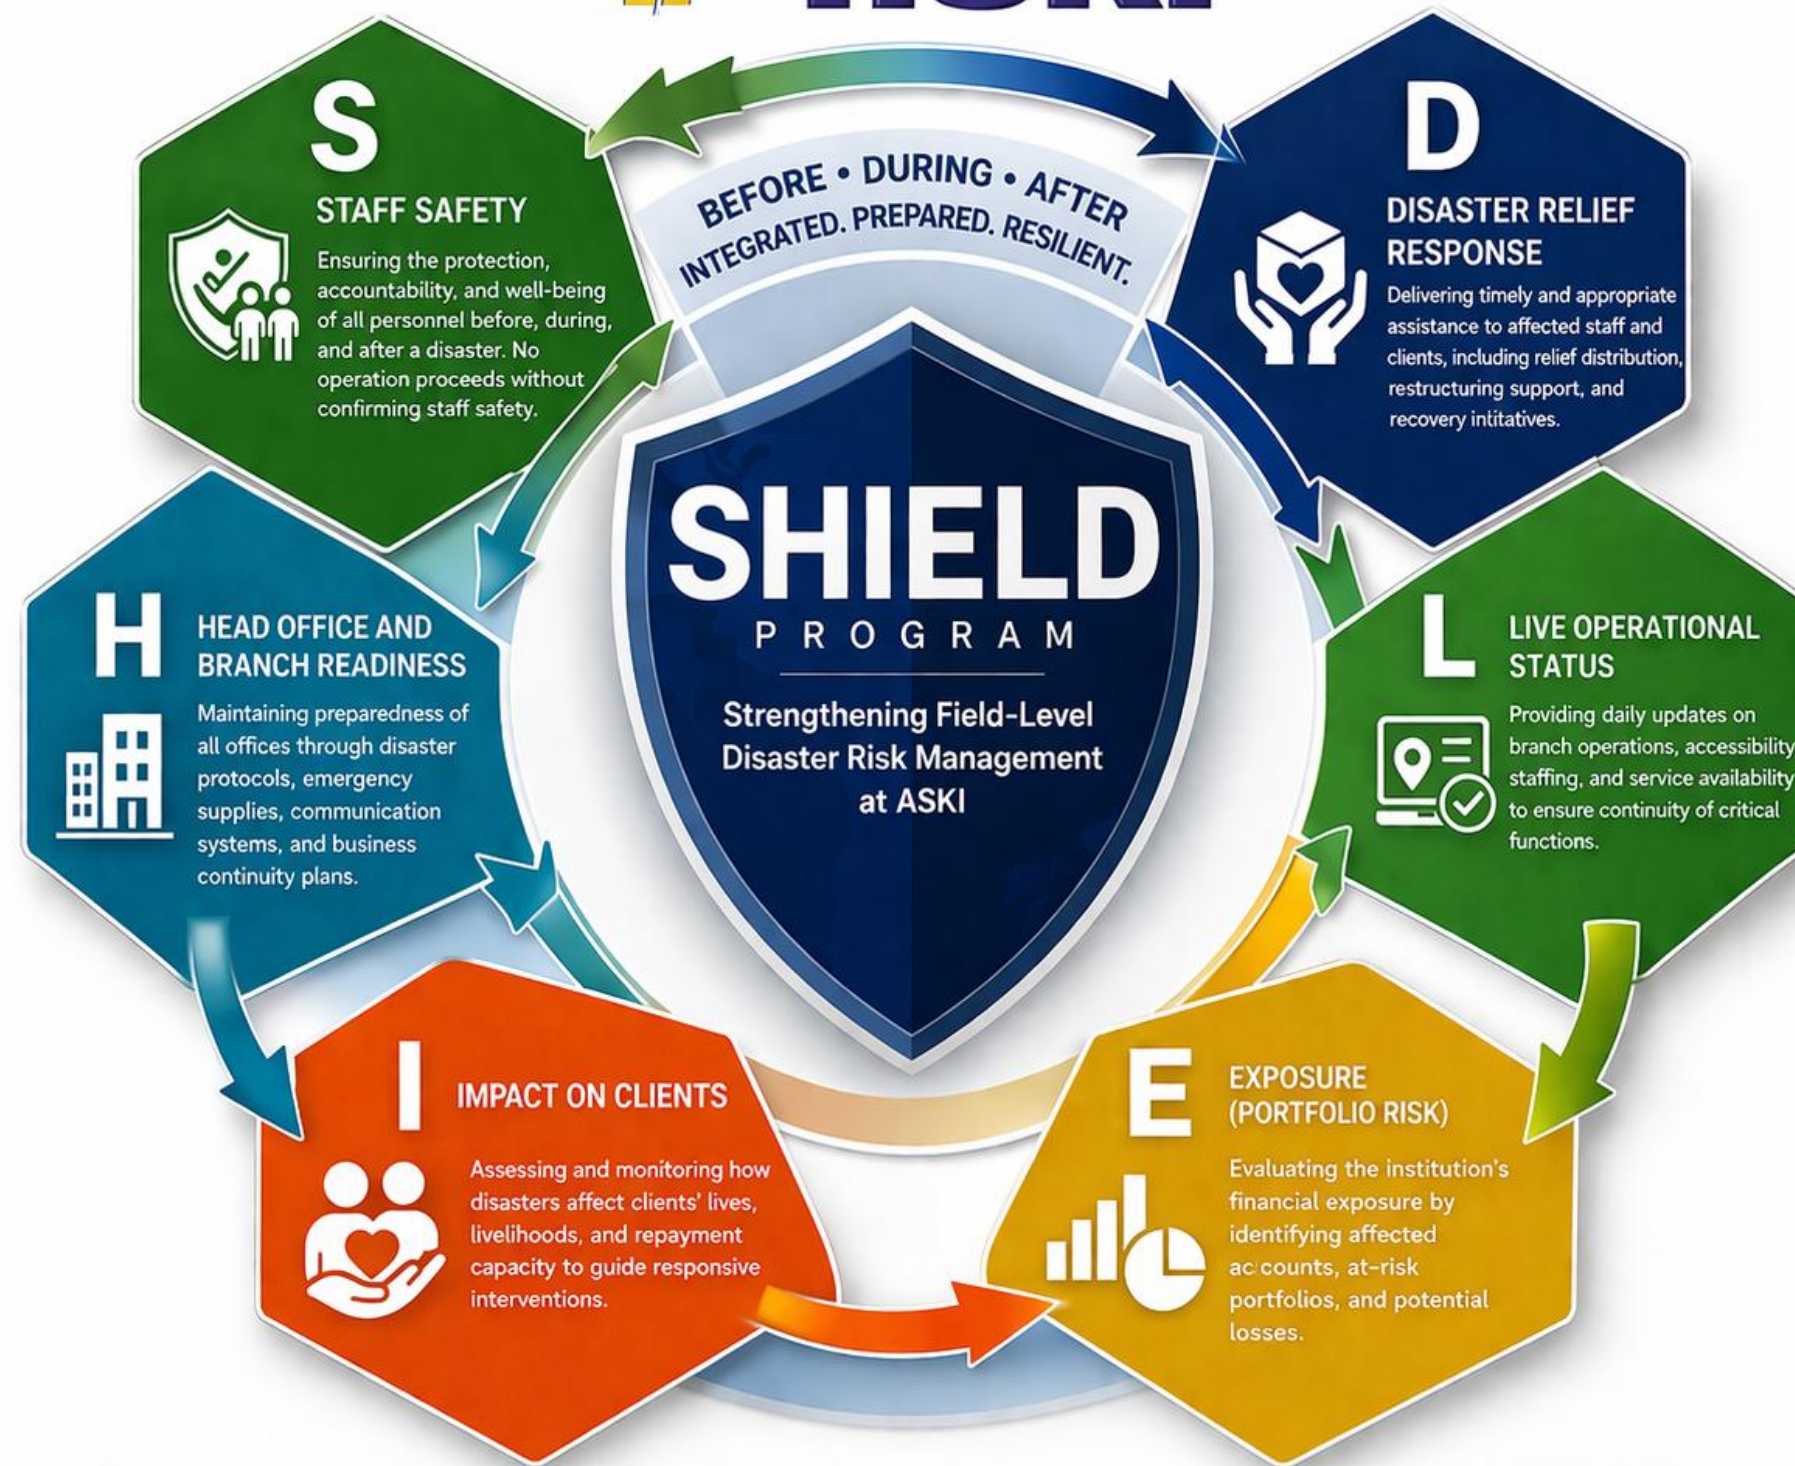 BEFORE • DURING • AFTER
INTEGRATED. PREPARED. RESILIENT.
SHIELD
PROGRAM
Strengthening Field-Level
Disaster Risk Management
at ASKI
S
STAFF SAFETY
Ensuring the protection,
accountability, and well-being
of all personnel before, during,
and after a disaster. No
operation proceeds without
confirming staff safety.
H
HEAD OFFICE AND
BRANCH READINESS
Maintaining preparedness of
all offices through disaster
protocols, emergency
supplies, communication
systems, and business
continuity plans.
I
IMPACT ON CLIENTS
Assessing and monitoring how
disasters affect clients' lives,
livelihoods, and repayment
capacity to guide responsive
interventions.
E
EXPOSURE
(PORTFOLIO RISK)
Evaluating the institution's
financial exposure by
identifying affected
accounts, at-risk
portfolios, and potential
losses.
L
LIVE OPERATIONAL
STATUS
Providing daily updates on
branch operations, accessibility
staffing, and service availability
to ensure continuity of critical
functions.
D
DISASTER RELIEF
RESPONSE
Delivering timely and appropriate
assistance to affected staff and
clients, including relief distribution,
restructuring support, and
recovery intitatives.